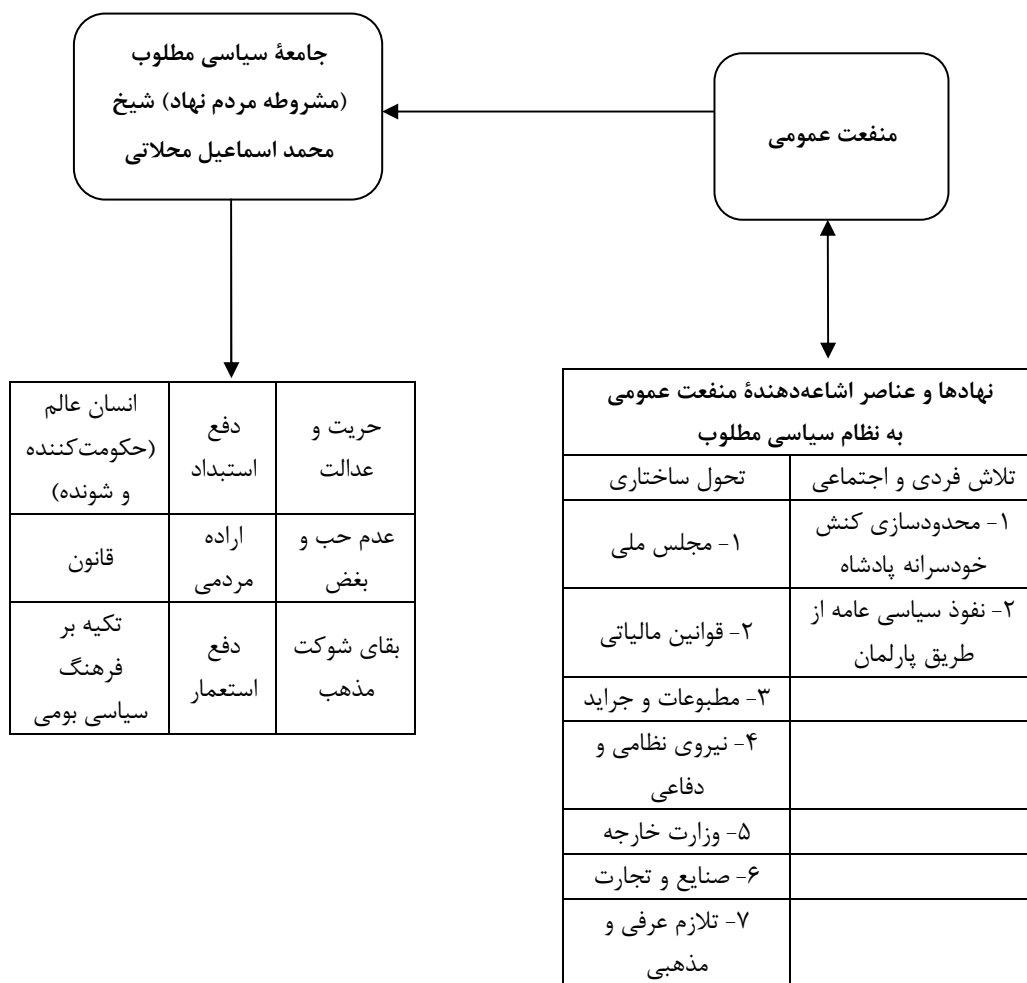 جامعۀ سیاسی مطلوب
(مشروطه مردم نهاد) شیخ
محمد اسماعیل محلاتی
منفعت عمومی
نهادها و عناصر اشاعه‌دهندۀ منفعت عمومی
به نظام سیاسی مطلوب
تلاش فردی و اجتماعی
تحول ساختاری
۱- محدودسازی کنش
خودسرانه پادشاه
۱- مجلس ملی
۲- نفوذ سیاسی عامه از
طریق پارلمان
۲- قوانین مالیاتی
۳- مطبوعات و جراید
۴- نیروی نظامی و
دفاعی
۵- وزارت خارجه
۶- صنایع و تجارت
۷- تلازم عرفی و
مذهبی
حریت و
عدالت
دفع
استبداد
انسان عالم
(حکومت‌کننده
و شونده)
عدم حب و
بغض
اراده
مردمی
قانون
بقای شوکت
مذهب
دفع
استعمار
تکیه بر
فرهنگ
سیاسی بومی